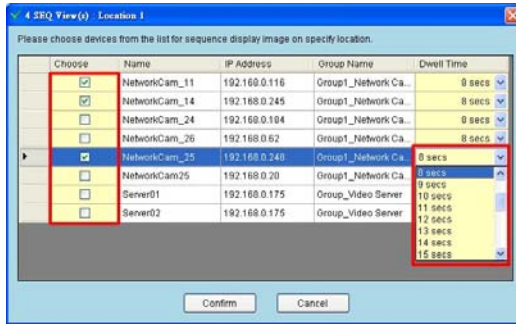 4 SEQ View(s) : Location 1
Please choose devices from the list for sequence display image on specify location.
Choose Name IP Address Group Name Dwell Time
NetworkCam_11 192.168.0.116 Group1_Network Ca... 8 secs
NetworkCam_14 192.168.0.245 Group1_Network Ca... 8 secs
NetworkCam_24 192.168.0.184 Group1_Network Ca... 8 secs
NetworkCam_26 192.168.0.62 Group1_Network Ca... 8 secs
NetworkCam_25 192.168.0.248 Group1_Network Ca... 8 secs
NetworkCam25 192.168.0.20 Group1_Network Ca...
Server01 192.168.0.175 Group_Video Server
Server02 192.168.0.175 Group_Video Server
8 secs
9 secs
10 secs
11 secs
12 secs
13 secs
14 secs
15 secs
Confirm Cancel